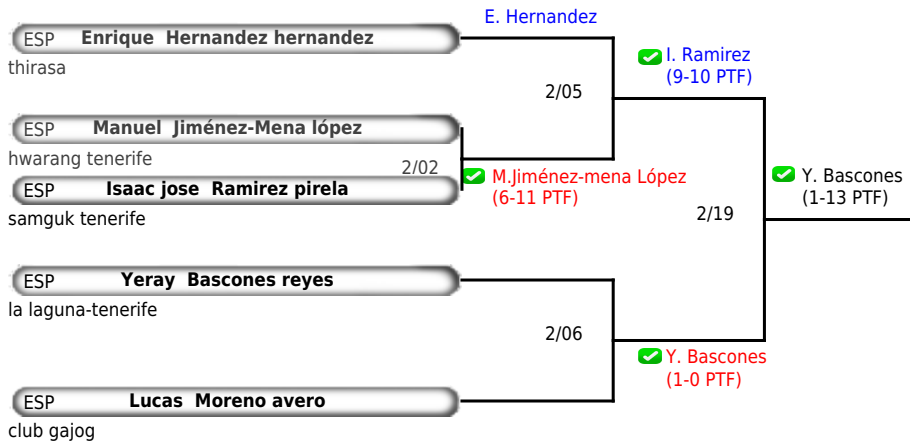 E. Hernandez
ESP Enrique Hernandez hernandez
thirasa
I. Ramirez
(9-10 PTF)
2/05
ESP Manuel Jiménez-Mena lópez
hwarang tenerife
2/02
M.Jiménez-mena López
(6-11 PTF)
ESP Isaac jose Ramirez pirela
samguk tenerife
Y. Bascones
(1-13 PTF)
2/19
ESP Yeray Bascones reyes
la laguna-tenerife
2/06
Y. Bascones
(1-0 PTF)
ESP Lucas Moreno avero
club gajog